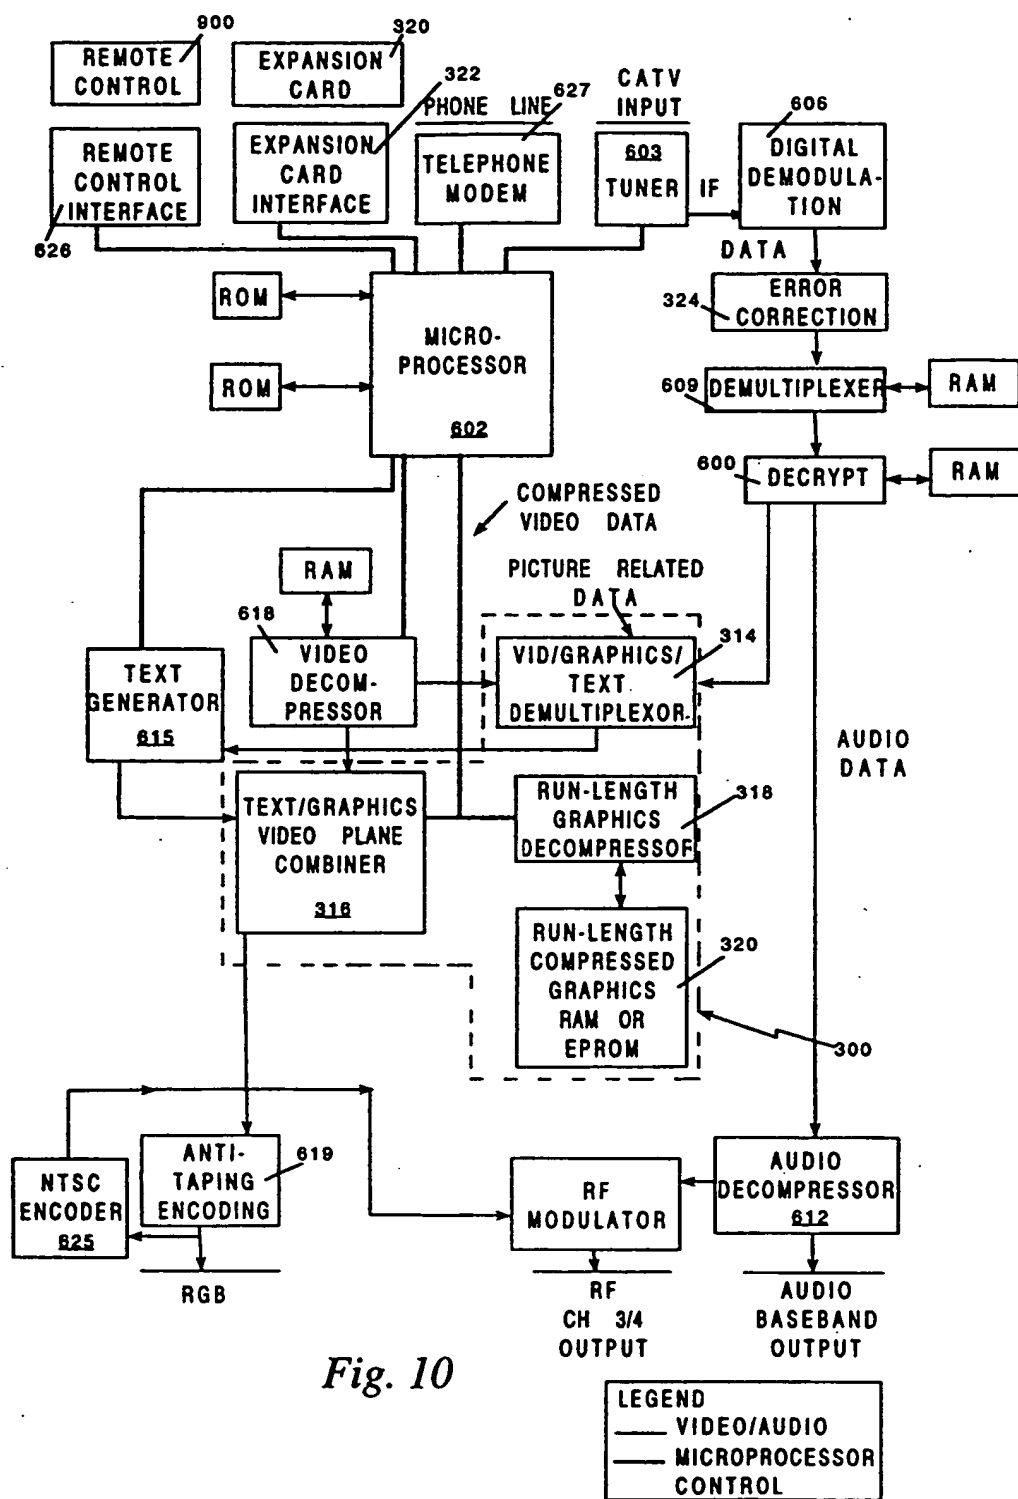 900
REMOTE
CONTROL
320
EXPANSION
CARD
322
PHONE LINE
627
CATV
INPUT
606
REMOTE
CONTROL
INTERFACE
626
EXPANSION
CARD
INTERFACE
TELEPHONE
MODEM
603
TUNER
IF
DIGITAL
DEMODULA-
TION
DATA
ROM
MICRO-
PROCESSOR
602
ROM
324
ERROR
CORRECTION
DEMULTIPLEXER
609
RAM
600
DECRYPT
RAM
COMPRESSED
VIDEO DATA
RAM
PICTURE RELATED
DATA
618
VIDEO
DECOM-
PRESSOR
VID/GRAPHICS/
TEXT
DEMULTIPLEXOR
314
TEXT
GENERATOR
615
AUDIO
DATA
TEXT/GRAPHICS
VIDEO PLANE
COMBINER
316
RUN-LENGTH
GRAPHICS
DECOMPRESSOR
318
RUN-LENGTH
COMPRESSED
GRAPHICS
RAM OR
EPROM
320
300
NTSC
ENCODER
625
ANTI-
TAPING
ENCODING
619
RF
MODULATOR
AUDIO
DECOMPRESSOR
612
RGB
RF
CH 3/4
OUTPUT
AUDIO
BASEBAND
OUTPUT
Fig. 10
LEGEND
VIDEO/AUDIO
MICROPROCESSOR
CONTROL